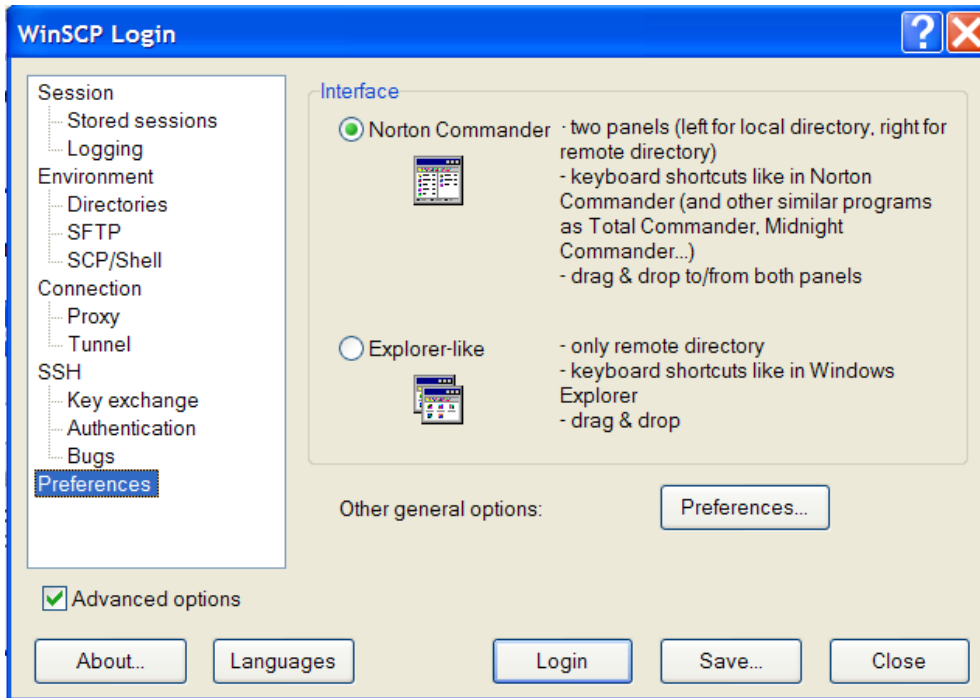 WinSCP Login
Session
Stored sessions
Logging
Environment
Directories
SFTP
SCP/Shell
Connection
Proxy
Tunnel
SSH
Key exchange
Authentication
Bugs
Preferences
Interface
Norton Commander
- two panels (left for local directory, right for
remote directory)
- keyboard shortcuts like in Norton
Commander (and other similar programs
as Total Commander, Midnight
Commander...)
- drag & drop to/from both panels
Explorer-like
- only remote directory
- keyboard shortcuts like in Windows
Explorer
- drag & drop
Other general options:
Preferences...
Advanced options
About...
Languages
Login
Save...
Close